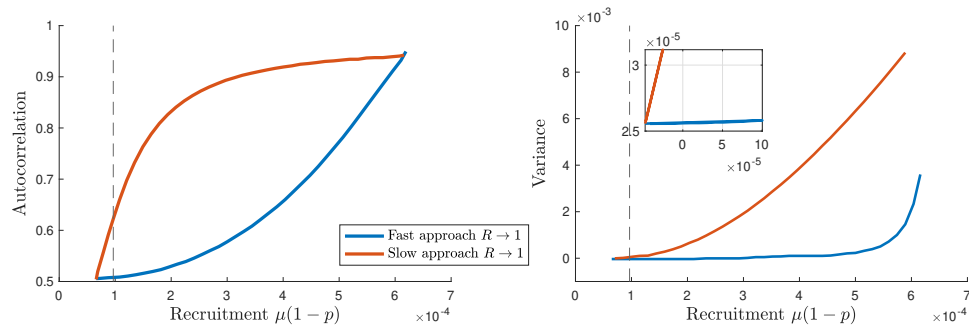 1
0.9
0.8
0.7
0.6
0.5
Autocorrelation
0 1 2 3 4 5 6 7
Recruitment μ(1 − p)
×10⁻⁴
Fast approach R → 1
Slow approach R → 1
×10⁻³
10
8
6
4
2
0
Variance
×10⁻⁵
3
2.5
0 5 10
×10⁻⁵
0 1 2 3 4 5 6 7
Recruitment μ(1 − p)
×10⁻⁴